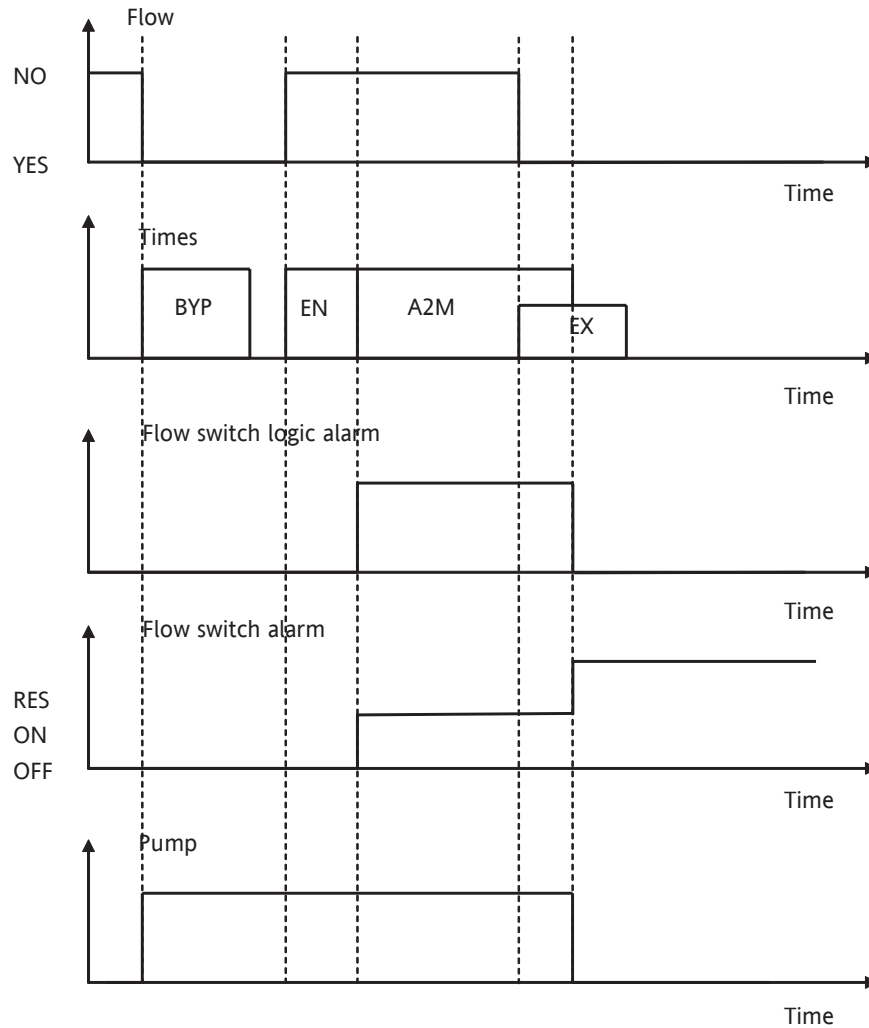 Flow
NO
YES
Time
Times
BYP
EN
A2M
EX
Time
Flow switch logic alarm
Time
Flow switch alarm
RES
ON
OFF
Time
Pump
Time